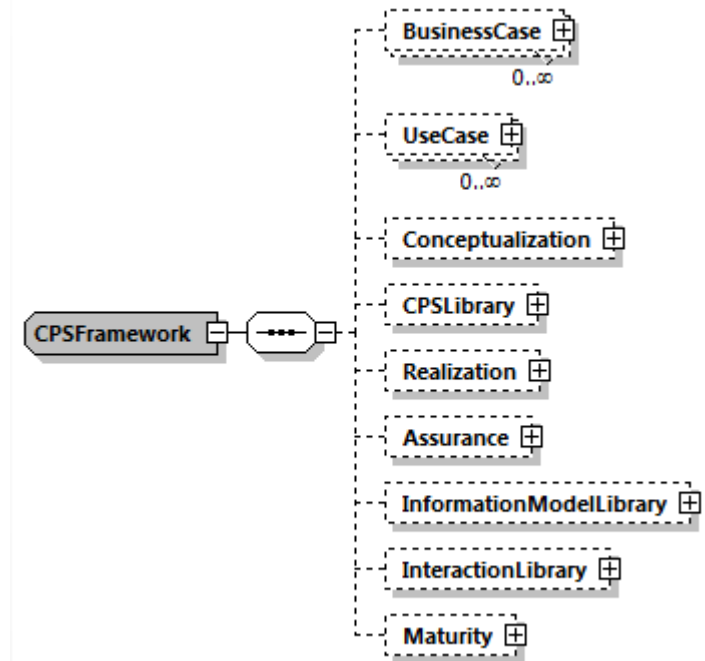 BusinessCase
0..∞
UseCase
0..∞
Conceptualization
CPSLibrary
CPSFramework
Realization
Assurance
InformationModelLibrary
InteractionLibrary
Maturity